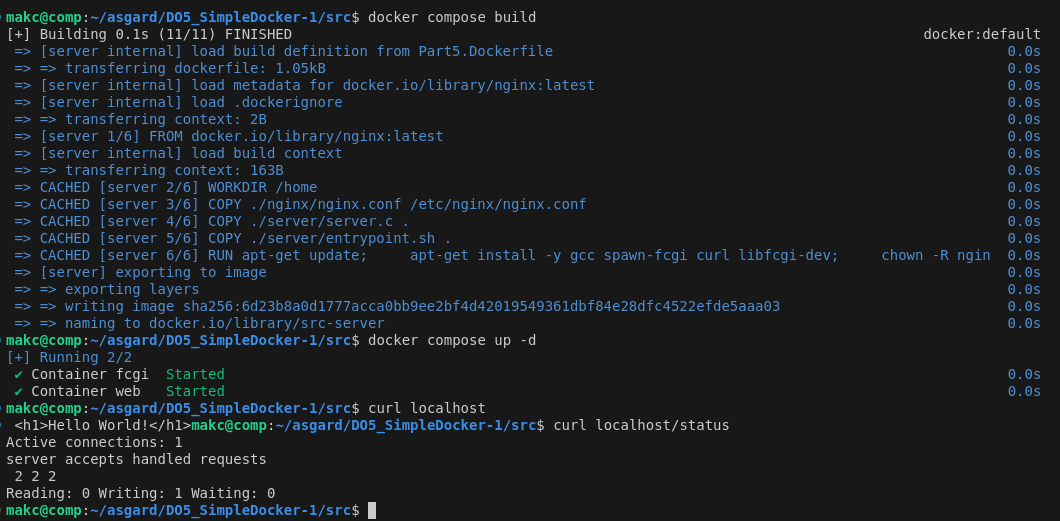 makc@comp:~/asgard/DO5_SimpleDocker-1/src$ docker compose build
[+] Building 0.1s (11/11) FINISHED docker:default
=> [server internal] load build definition from Part5.Dockerfile 0.0s
=> => transferring dockerfile: 1.05kB 0.0s
=> [server internal] load metadata for docker.io/library/nginx:latest 0.0s
=> [server internal] load .dockerignore 0.0s
=> => transferring context: 2B 0.0s
=> [server 1/6] FROM docker.io/library/nginx:latest 0.0s
=> [server internal] load build context 0.0s
=> => transferring context: 163B 0.0s
=> CACHED [server 2/6] WORKDIR /home 0.0s
=> CACHED [server 3/6] COPY ./nginx/nginx.conf /etc/nginx/nginx.conf 0.0s
=> CACHED [server 4/6] COPY ./server/server.c . 0.0s
=> CACHED [server 5/6] COPY ./server/entrypoint.sh . 0.0s
=> CACHED [server 6/6] RUN apt-get update;     apt-get install -y gcc spawn-fcgi curl libfcgi-dev;     chown -R ngin 0.0s
=> [server] exporting to image 0.0s
=> => exporting layers 0.0s
=> => writing image sha256:6d23b8a0d1777acca0bb9ee2bf4d42019549361dbf84e28dfc4522efde5aaa03 0.0s
=> => naming to docker.io/library/src-server 0.0s
makc@comp:~/asgard/DO5_SimpleDocker-1/src$ docker compose up -d
[+] Running 2/2
✔ Container fcgi  Started 0.0s
✔ Container web   Started 0.0s
makc@comp:~/asgard/DO5_SimpleDocker-1/src$ curl localhost
<h1>Hello World!</h1>makc@comp:~/asgard/DO5_SimpleDocker-1/src$ curl localhost/status
Active connections: 1
server accepts handled requests
2 2 2
Reading: 0 Writing: 1 Waiting: 0
makc@comp:~/asgard/DO5_SimpleDocker-1/src$